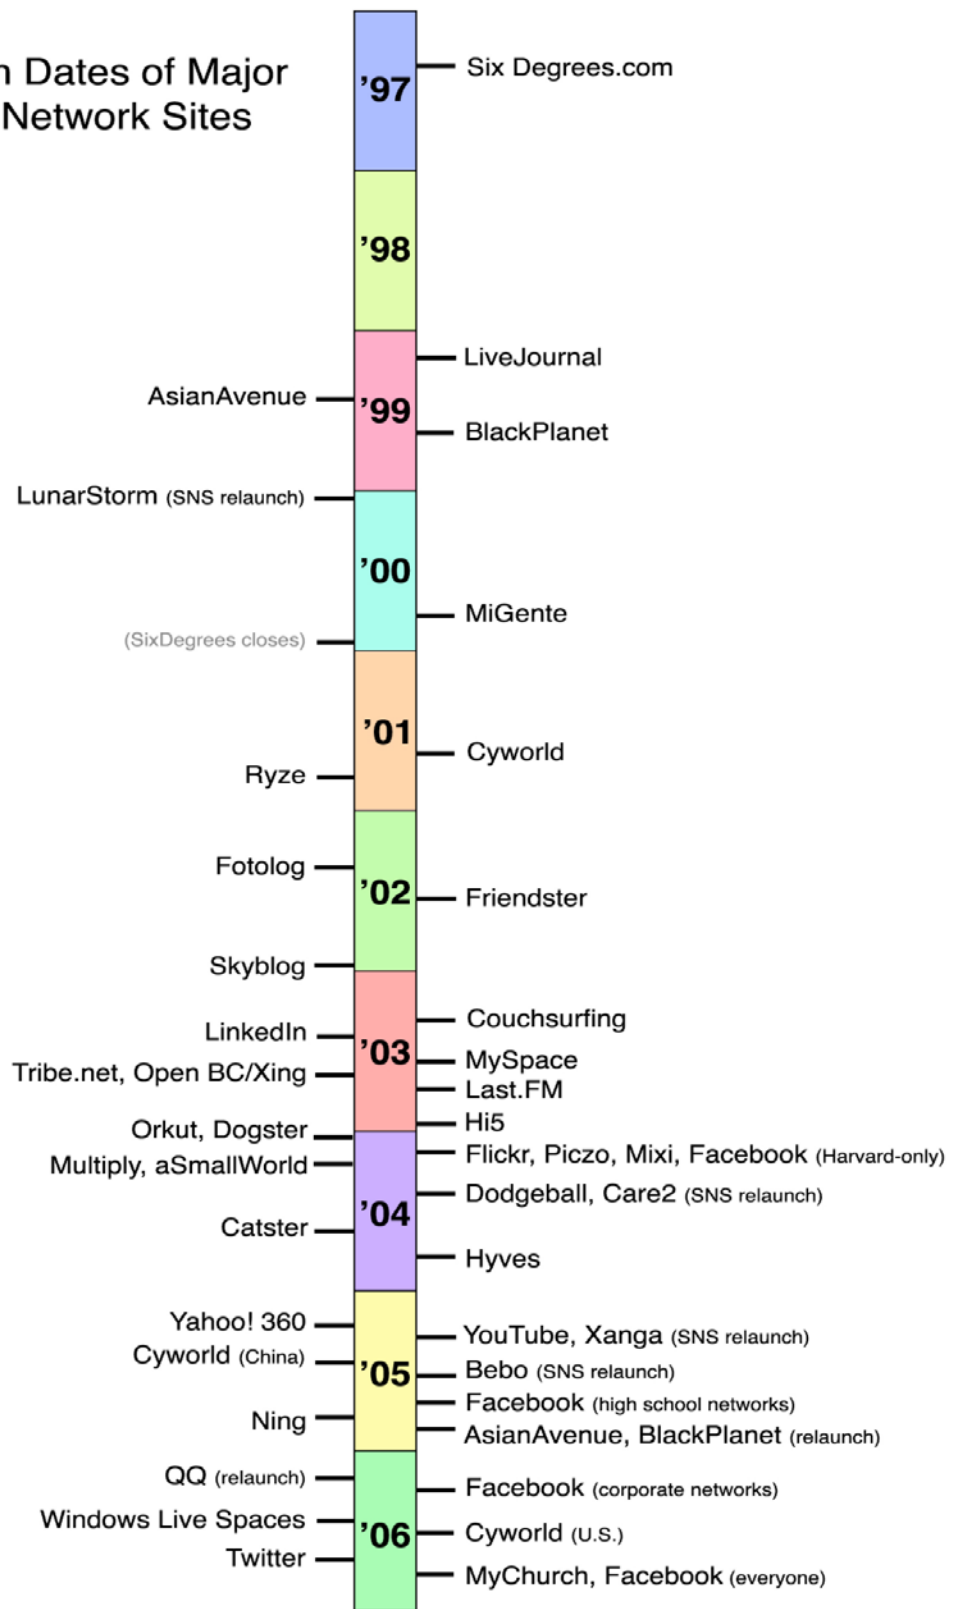 n Dates of Major
Network Sites
'97
Six Degrees.com
'98
LiveJournal
AsianAvenue
'99
BlackPlanet
LunarStorm (SNS relaunch)
'00
MiGente
(SixDegrees closes)
'01
Cyworld
Ryze
Fotolog
'02
Friendster
Skyblog
Couchsurfing
LinkedIn
'03
MySpace
Tribe.net, Open BC/Xing
Last.FM
Hi5
Orkut, Dogster
Flickr, Piczo, Mixi, Facebook (Harvard-only)
Multiply, aSmallWorld
Dodgeball, Care2 (SNS relaunch)
'04
Catster
Hyves
Yahoo! 360
YouTube, Xanga (SNS relaunch)
Cyworld (China)
Bebo (SNS relaunch)
'05
Facebook (high school networks)
Ning
AsianAvenue, BlackPlanet (relaunch)
QQ (relaunch)
Facebook (corporate networks)
Windows Live Spaces
'06
Cyworld (U.S.)
Twitter
MyChurch, Facebook (everyone)